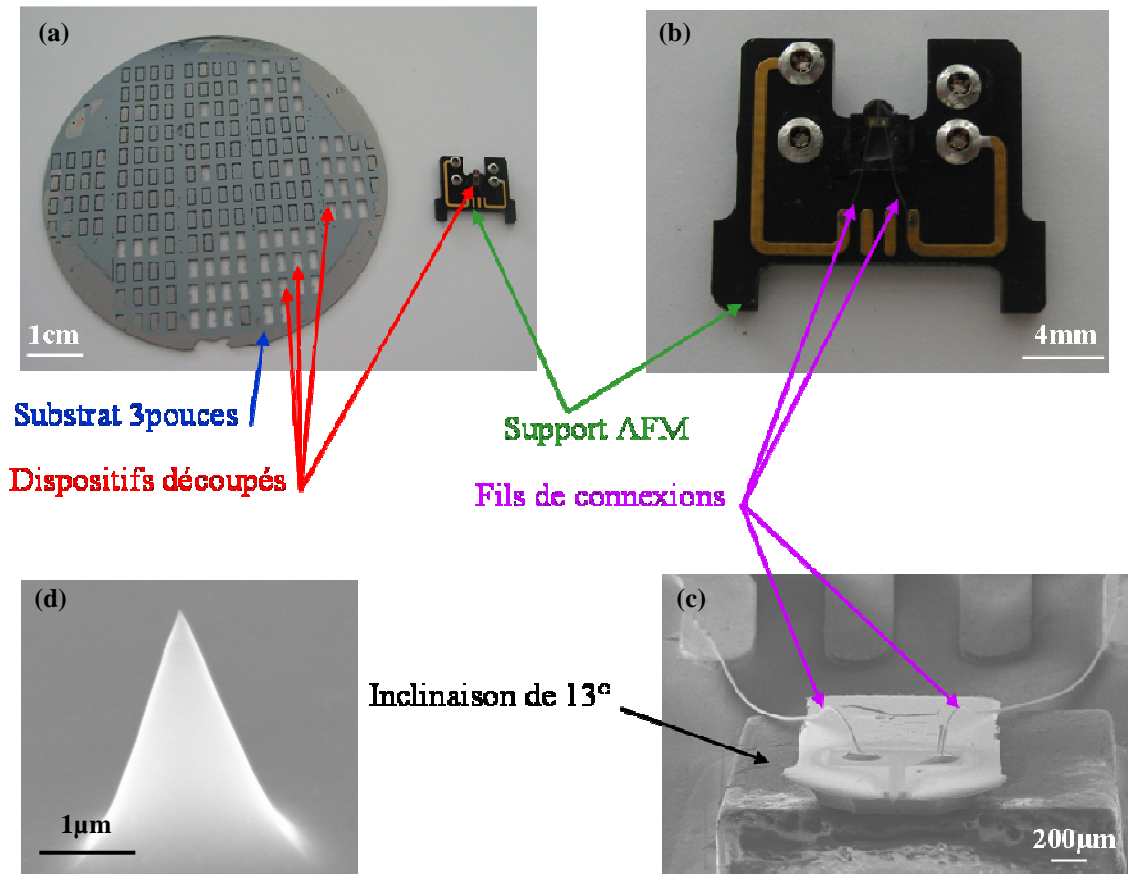 (a)
(b)
1cm
4mm
Substrat 3pouces
Support AFM
Dispositifs découpés
Fils de connexions
(d)
(c)
Inclinaison de 13°
1µm
200µm